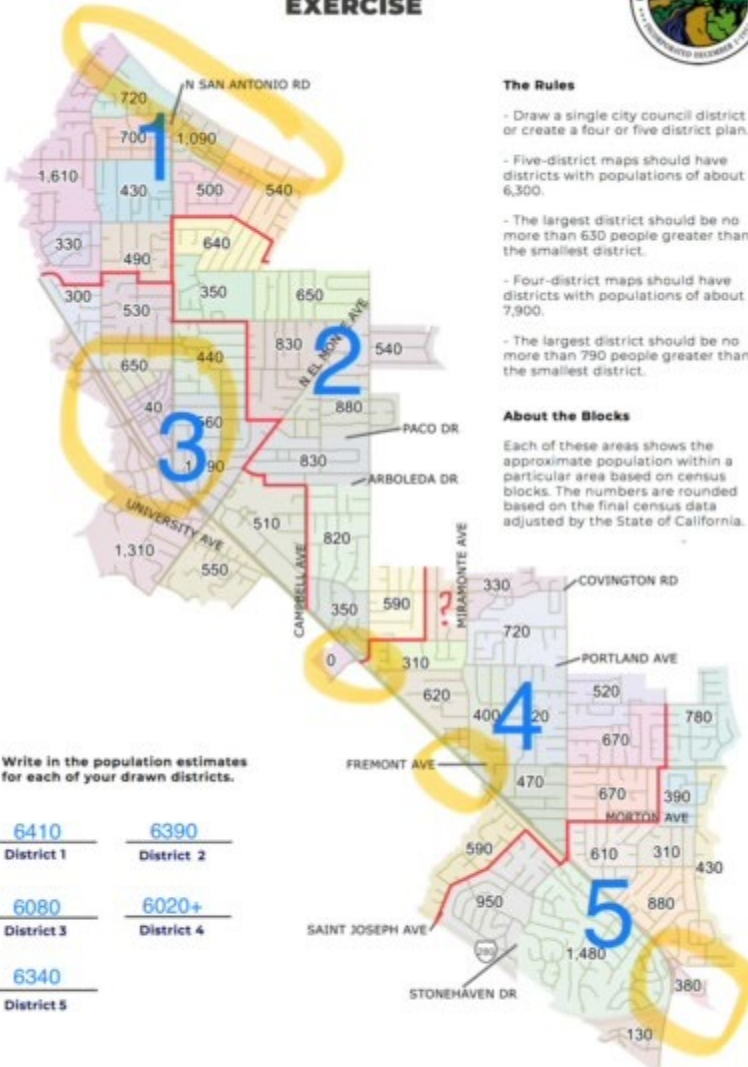 EXERCISE
INCORPORATED DECEMBER 1
The Rules
- Draw a single city council district
or create a four or five district plan.
- Five-district maps should have
districts with populations of about
6,300.
- The largest district should be no
more than 630 people greater than
the smallest district.
- Four-district maps should have
districts with populations of about
7,900.
- The largest district should be no
more than 790 people greater than
the smallest district.
About the Blocks
Each of these areas shows the
approximate population within a
particular area based on census
blocks. The numbers are rounded
based on the final census data
adjusted by the State of California.
N SAN ANTONIO RD
720
700
1
1,090
1,610
430
500
540
330
490
640
300
530
350
650
830
N EL MONTE AVE
2
540
650
440
40
3
880
PACO DR
830
ARBOLEDA DR
UNIVERSITY AVE
510
820
1,310
550
CAMPBELL AVE
MIRAMONTE AVE
350
590
?
330
COVINGTON RD
720
0
310
PORTLAND AVE
620
400
4
520
780
670
FREMONT AVE
470
670
390
MORTON AVE
590
610
310
430
950
5
880
SAINT JOSEPH AVE
280
1,480
380
STONEHAVEN DR
130
Write in the population estimates
for each of your drawn districts.
6410
District 1
6390
District 2
6080
District 3
6020+
District 4
6340
District 5